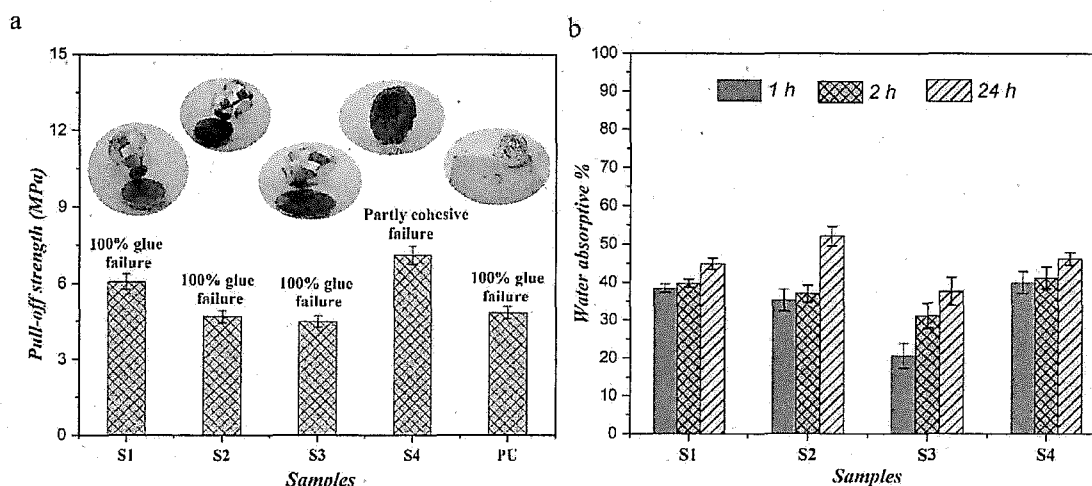 a
Pull-off strength (MPa)
15
12
9
6
3
0
100% glue
failure
100% glue
failure
100% glue
failure
Partly cohesive
failure
100% glue
failure
S1 S2 S3 S4 PU
Samples
b
Water absorptive %
100
90
80
70
60
50
40
30
20
10
0
1 h 2 h 24 h
S1 S2 S3 S4
Samples